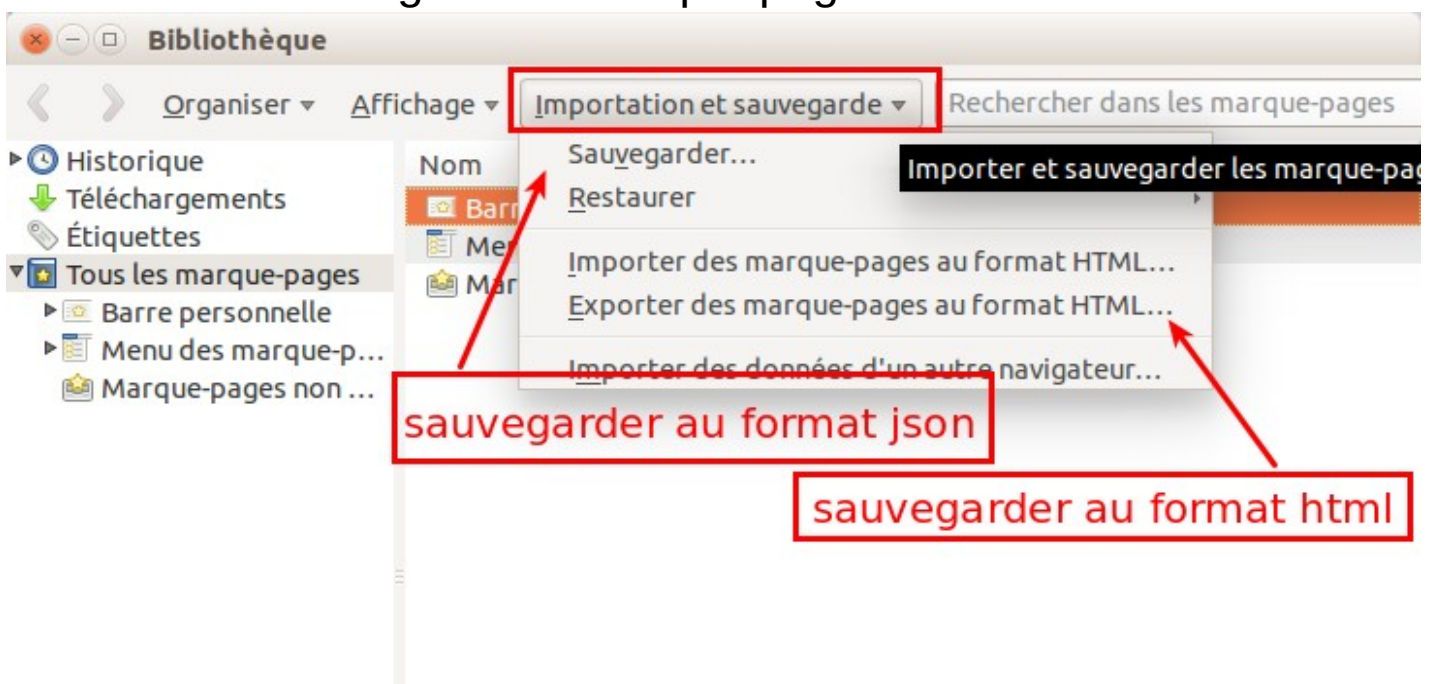 Bibliothèque
Organiser Affichage Importation et sauvegarde Rechercher dans les marque-pages
Historique
Téléchargements
Étiquettes
Tous les marque-pages
Barre personnelle
Menu des marque-p...
Marque-pages non ...
Nom
Sauvegarder...
Importer et sauvegarder les
Restaurer
Importer des marque-pages au format HTML...
Exporter des marque-pages au format HTML...
Importer des données d'un autre navigateur...
sauvegarder au format json
sauvegarder au format html